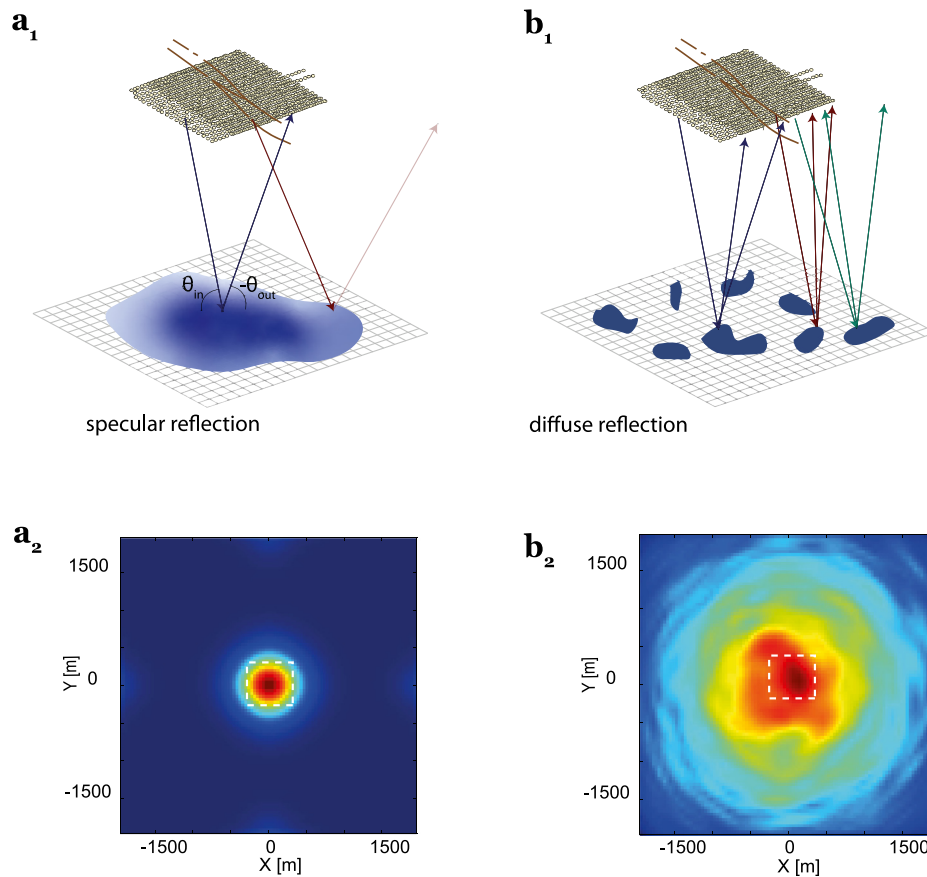 a1
b1
θin
-θout
specular reflection
diffuse reflection
a2
b2
1500
0
-1500
Y [m]
-1500
0
1500
X [m]
1500
0
-1500
Y [m]
-1500
0
1500
X [m]